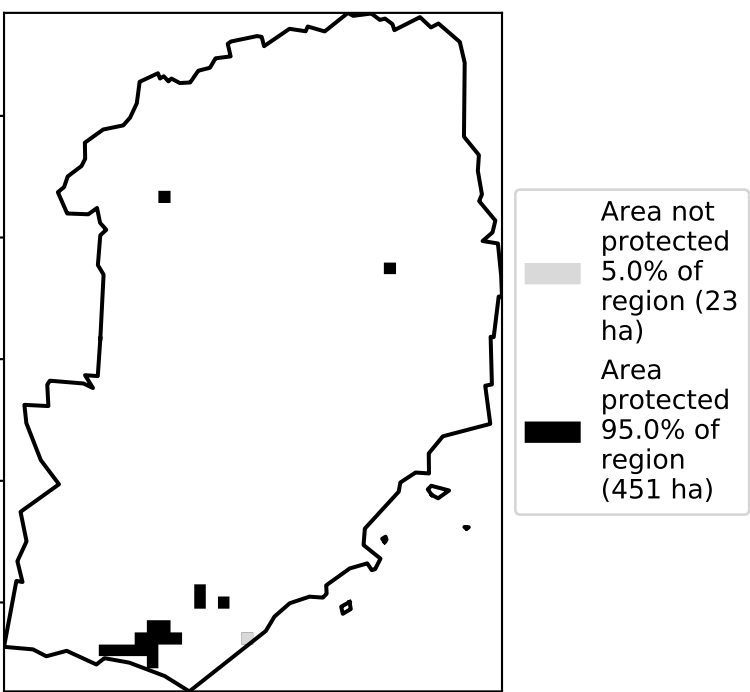 Area not
protected
5.0% of
region (23
ha)
Area
protected
95.0% of
region
(451 ha)